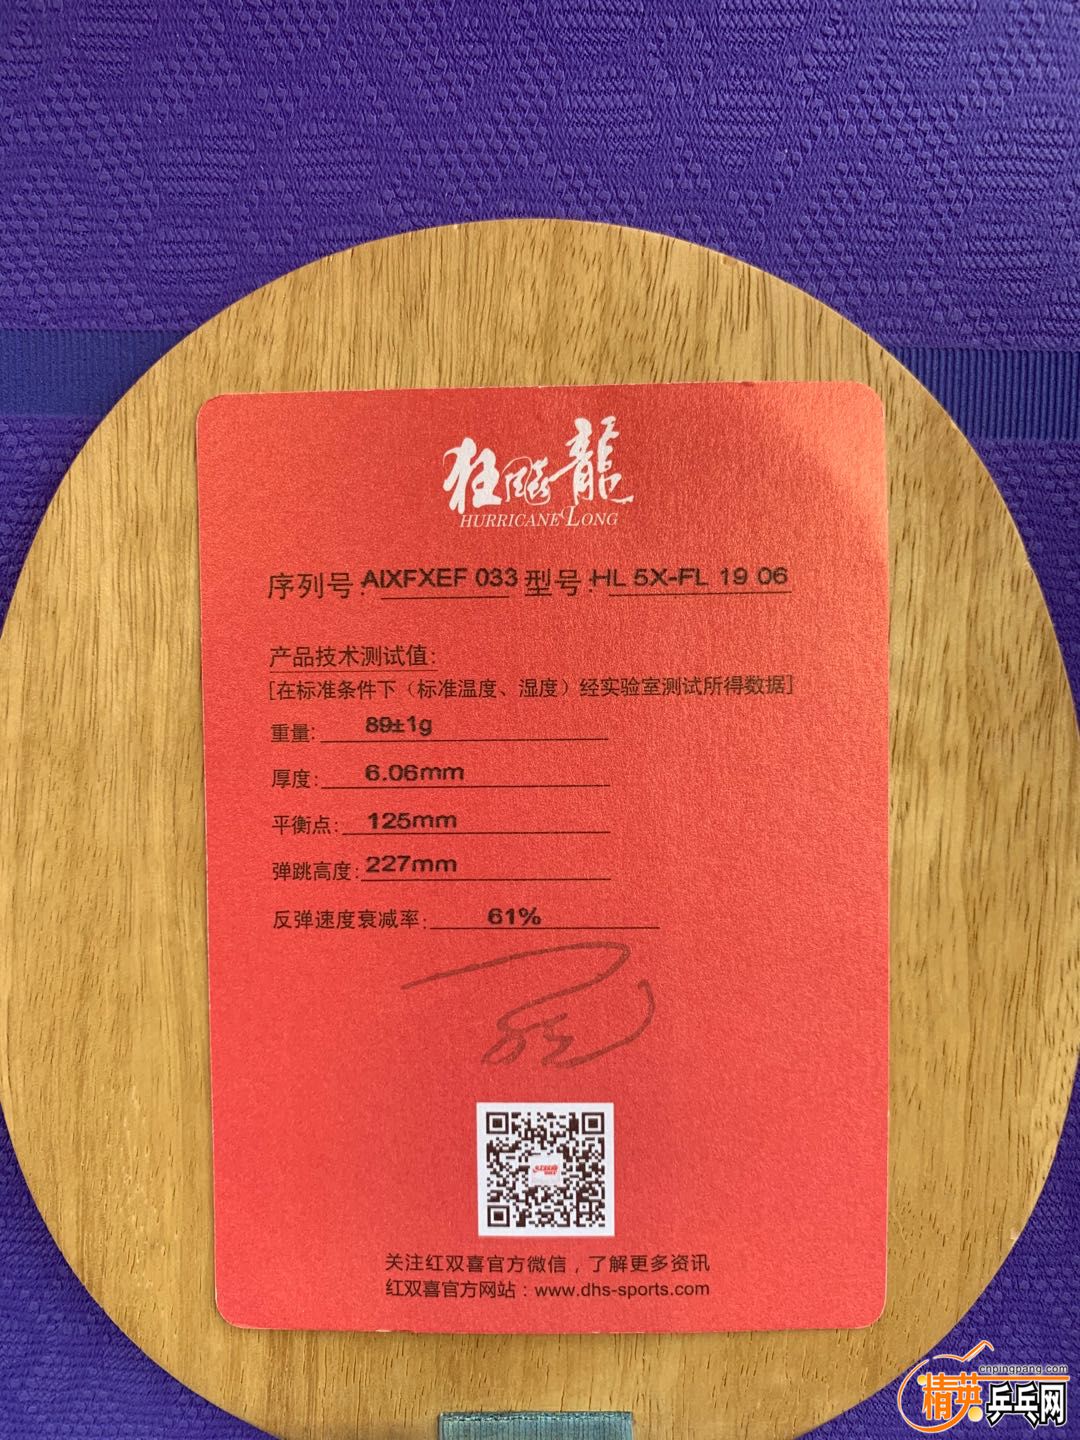 狂飚龍
HURRICANE LONG
序列号: AIXFXEF 033 型号: HL 5X-FL 19 06
产品技术测试值:
[在标准条件下（标准温度、湿度）经实验室测试所得数据]
重量: 89±1g
厚度: 6.06mm
平衡点: 125mm
弹跳高度: 227mm
反弹速度衰减率: 61%
关注红双喜官方微信，了解更多资讯
红双喜官方网站：www.dhs-sports.com
cnpingpang.com
精英乒乓网